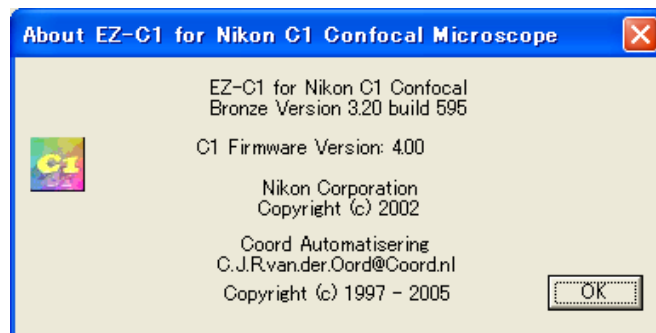 About EZ-C1 for Nikon C1 Confocal Microscope
EZ-C1 for Nikon C1 Confocal
Bronze Version 3.20 build 595
C1
C1 Firmware Version: 4.00
Nikon Corporation
Copyright (c) 2002
Coord Automatisering
C.J.R.van.der.Oord@Coord.nl
Copyright (c) 1997 - 2005
OK